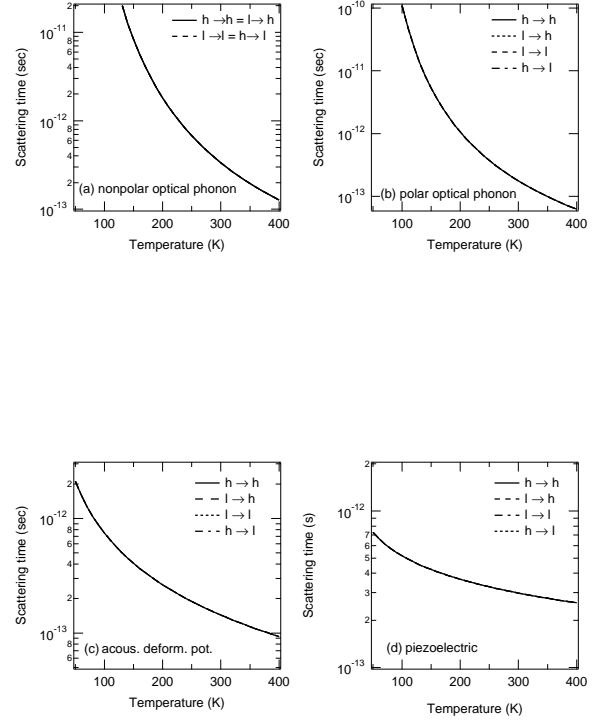 2
h → h = l → h
l → l = h → l
10⁻¹¹
8
6
4
2
10⁻¹²
8
6
4
2
10⁻¹³
Scattering time (sec)
(a) nonpolar optical phonon
100 200 300 400
Temperature (K)
10⁻¹⁰
h → h
l → h
l → l
h → l
10⁻¹¹
10⁻¹²
10⁻¹³
Scattering time (sec)
(b) polar optical phonon
100 200 300 400
Temperature (K)
2
h → h
l → h
l → l
h → l
10⁻¹²
8
6
4
2
10⁻¹³
8
6
Scattering time (sec)
(c) acous. deform. pot.
100 200 300 400
Temperature (K)
2
h → h
l → h
l → l
h → l
10⁻¹²
7
6
5
4
3
2
10⁻¹³
Scattering time (s)
(d) piezoelectric
100 200 300 400
Temperature (K)